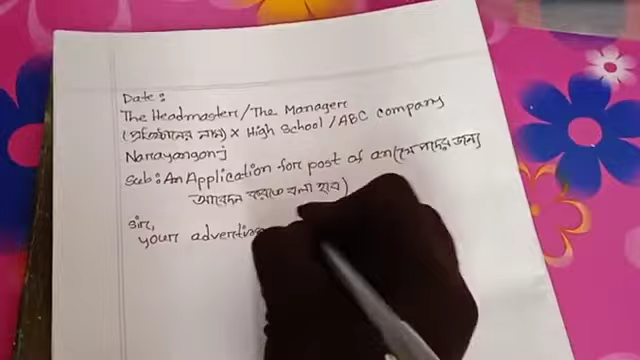 Date:
The Headmaster/The Manager
(প্রতিষ্ঠানের নাম) x High School/ABC Company
Narayangonj
Sub: An Application for post of an (যে পদের জন্য
আবেদন করতে বলা হবে)
Sir,
Your advertis